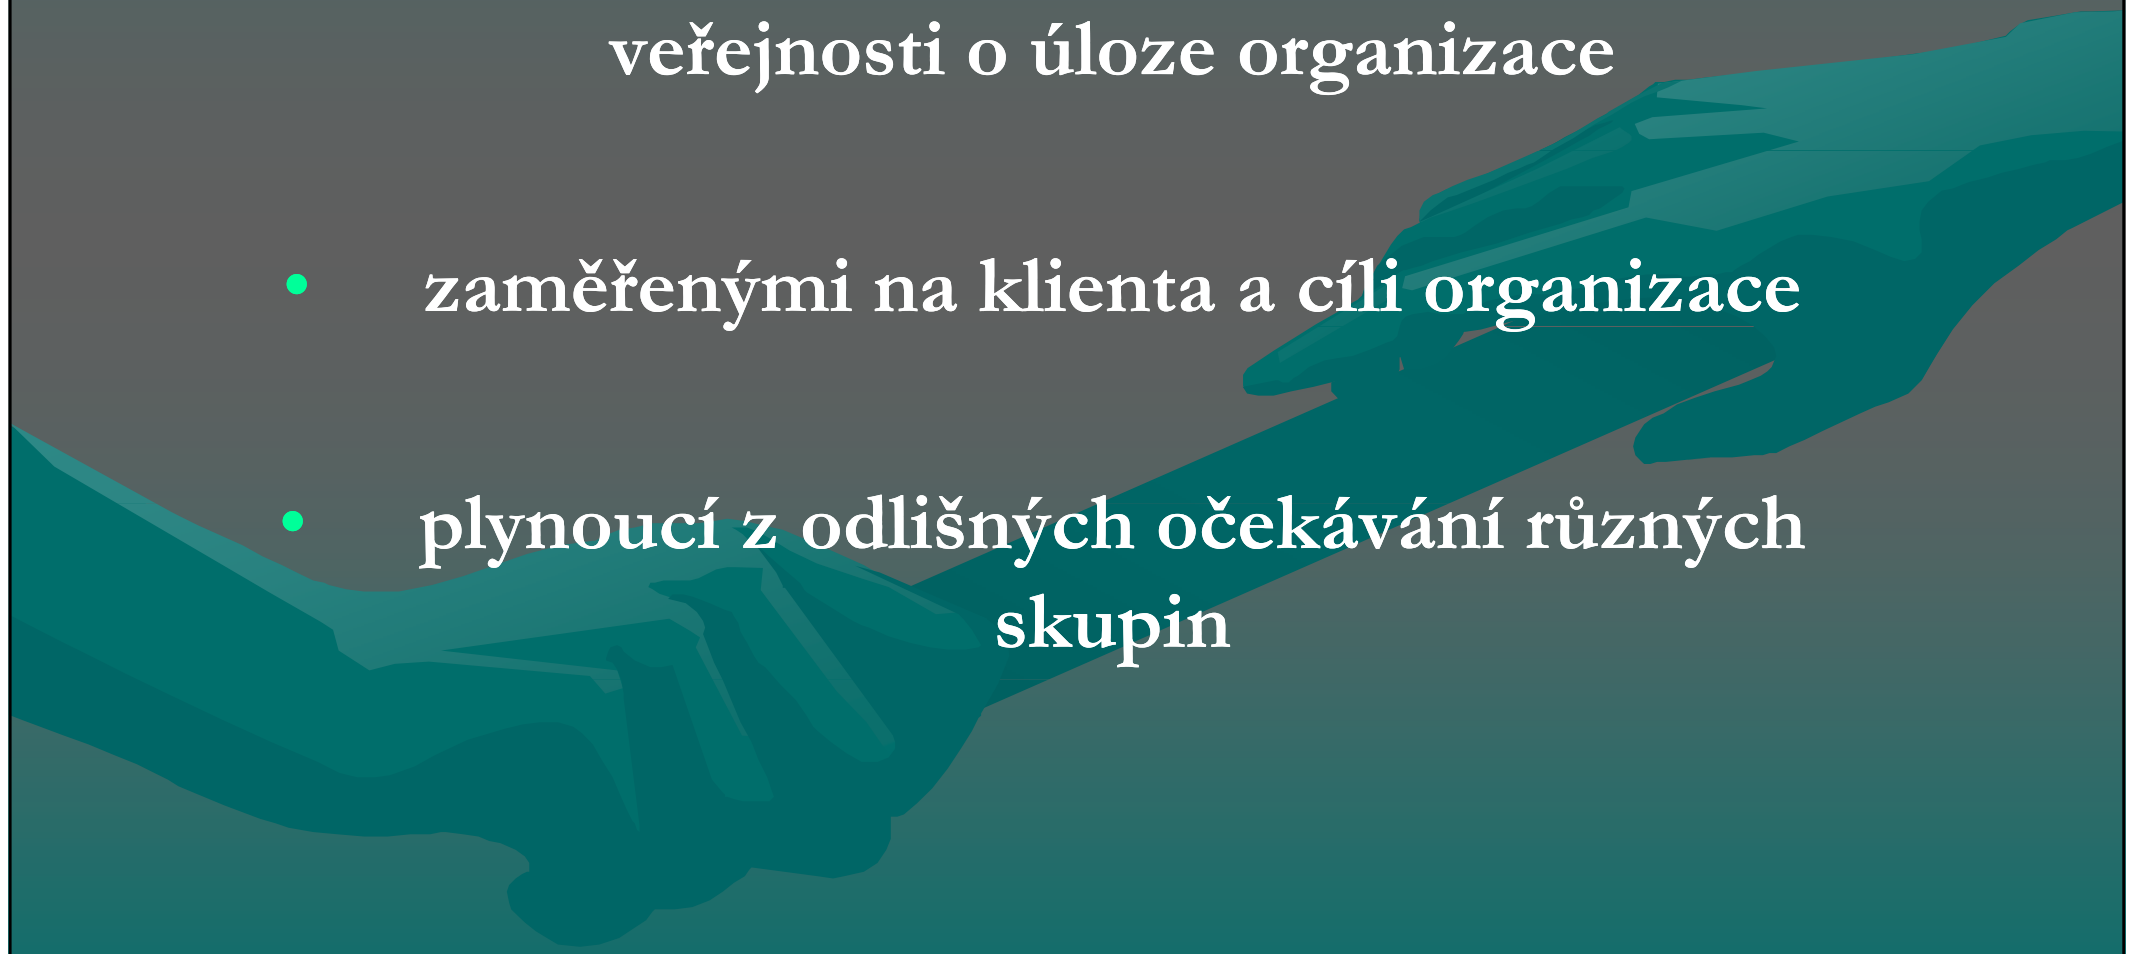 veřejnosti o úloze organizace
• zaměřenými na klienta a cíli organizace
• plynoucí z odlišných očekávání různých
skupin